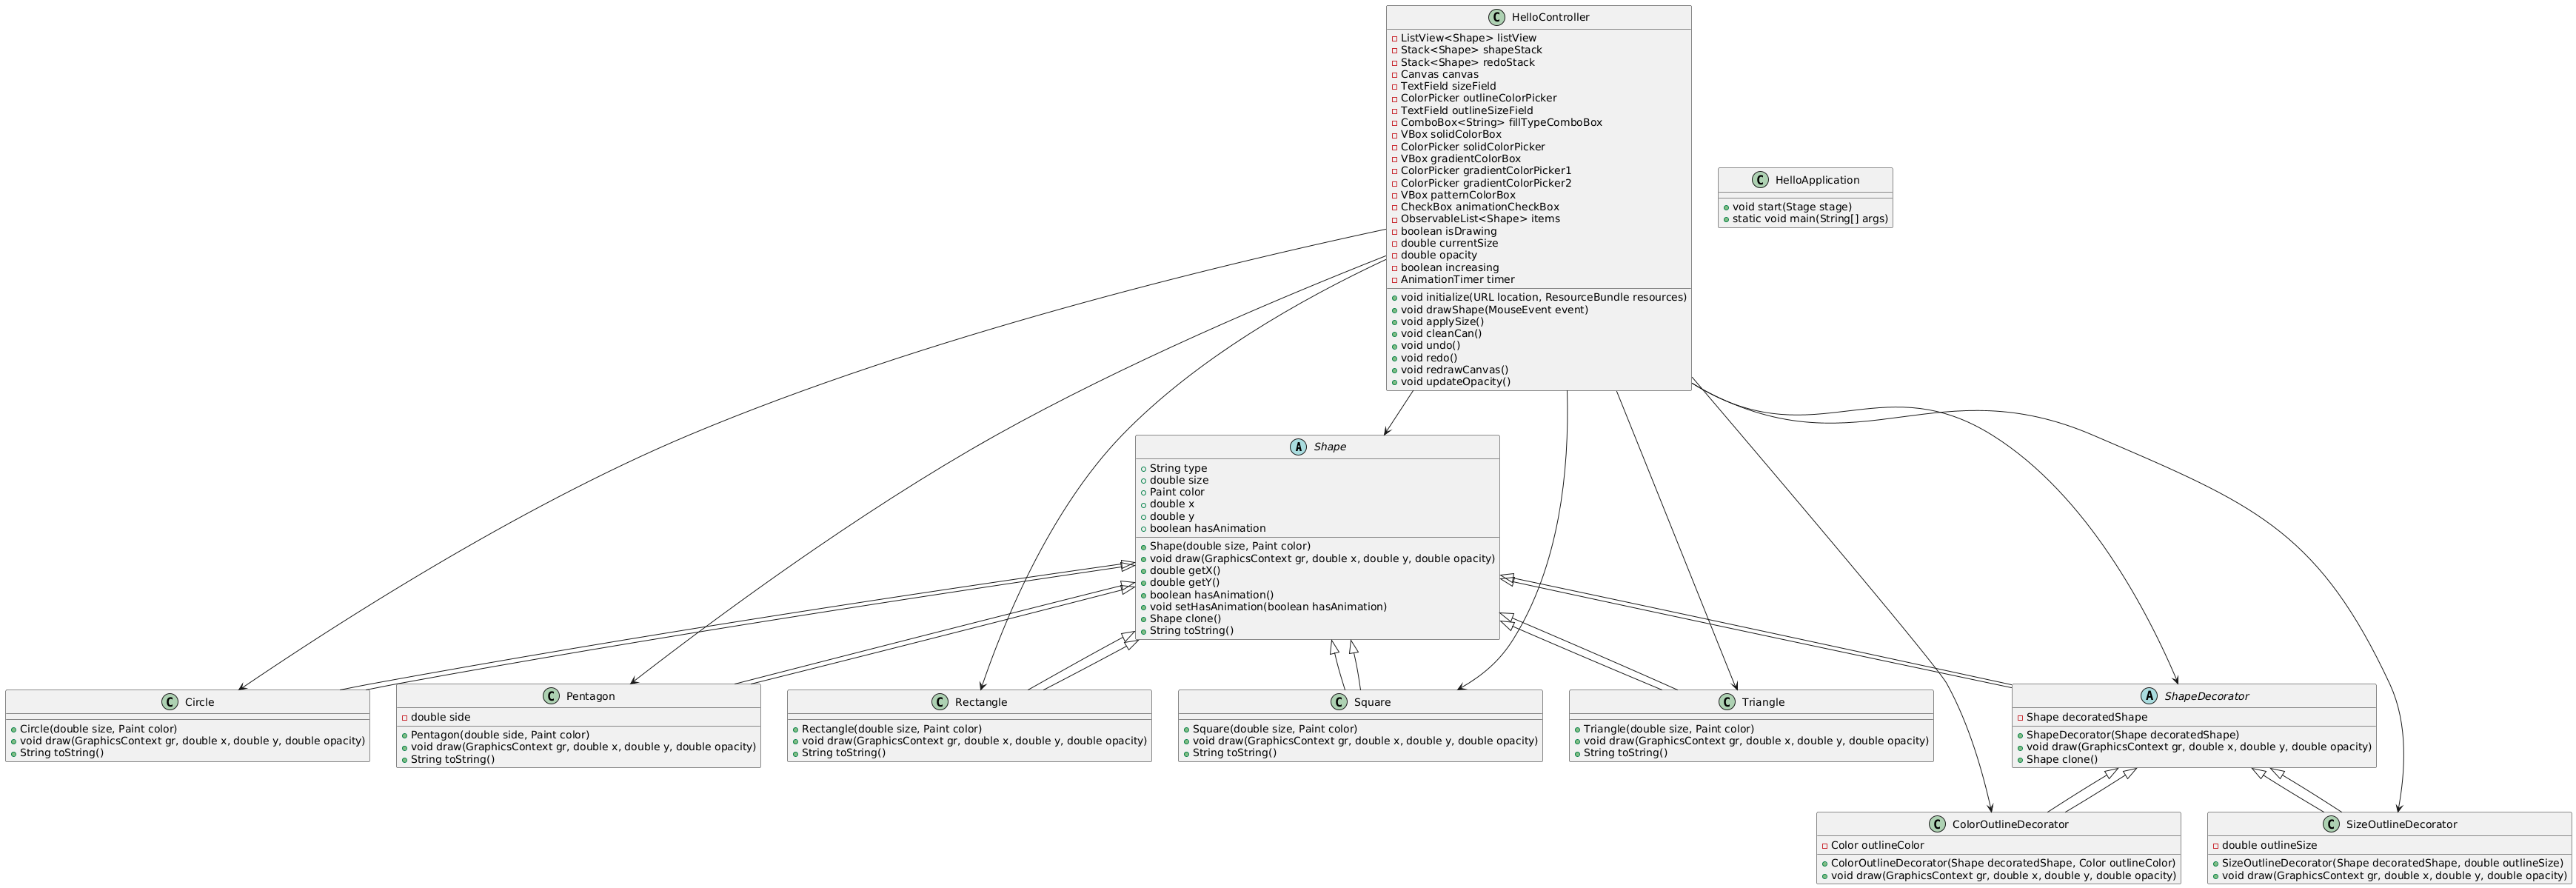 C HelloController
ListView<Shape> listView
Stack<Shape> shapeStack
Stack<Shape> redoStack
Canvas canvas
TextField sizeField
ColorPicker outlineColorPicker
TextField outlineSizeField
ComboBox<String> fillTypeComboBox
VBox solidColorBox
ColorPicker solidColorPicker
VBox gradientColorBox
ColorPicker gradientColorPicker1
ColorPicker gradientColorPicker2
VBox patternColorBox
CheckBox animationCheckBox
ObservableList<Shape> items
boolean isDrawing
double currentSize
double opacity
boolean increasing
AnimationTimer timer
void initialize(URL location, ResourceBundle resources)
void drawShape(MouseEvent event)
void applySize()
void cleanCan()
void undo()
void redo()
void redrawCanvas()
void updateOpacity()
C HelloApplication
void start(Stage stage)
static void main(String[] args)
A Shape
String type
double size
Paint color
double x
double y
boolean hasAnimation
Shape(double size, Paint color)
void draw(GraphicsContext gr, double x, double y, double opacity)
double getX()
double getY()
boolean hasAnimation()
void setHasAnimation(boolean hasAnimation)
Shape clone()
String toString()
C Circle
Circle(double size, Paint color)
void draw(GraphicsContext gr, double x, double y, double opacity)
String toString()
C Pentagon
double side
Pentagon(double side, Paint color)
void draw(GraphicsContext gr, double x, double y, double opacity)
String toString()
C Rectangle
Rectangle(double size, Paint color)
void draw(GraphicsContext gr, double x, double y, double opacity)
String toString()
C Square
Square(double size, Paint color)
void draw(GraphicsContext gr, double x, double y, double opacity)
String toString()
C Triangle
Triangle(double size, Paint color)
void draw(GraphicsContext gr, double x, double y, double opacity)
String toString()
A ShapeDecorator
Shape decoratedShape
ShapeDecorator(Shape decoratedShape)
void draw(GraphicsContext gr, double x, double y, double opacity)
Shape clone()
C ColorOutlineDecorator
Color outlineColor
ColorOutlineDecorator(Shape decoratedShape, Color outlineColor)
void draw(GraphicsContext gr, double x, double y, double opacity)
C SizeOutlineDecorator
double outlineSize
SizeOutlineDecorator(Shape decoratedShape, double outlineSize)
void draw(GraphicsContext gr, double x, double y, double opacity)